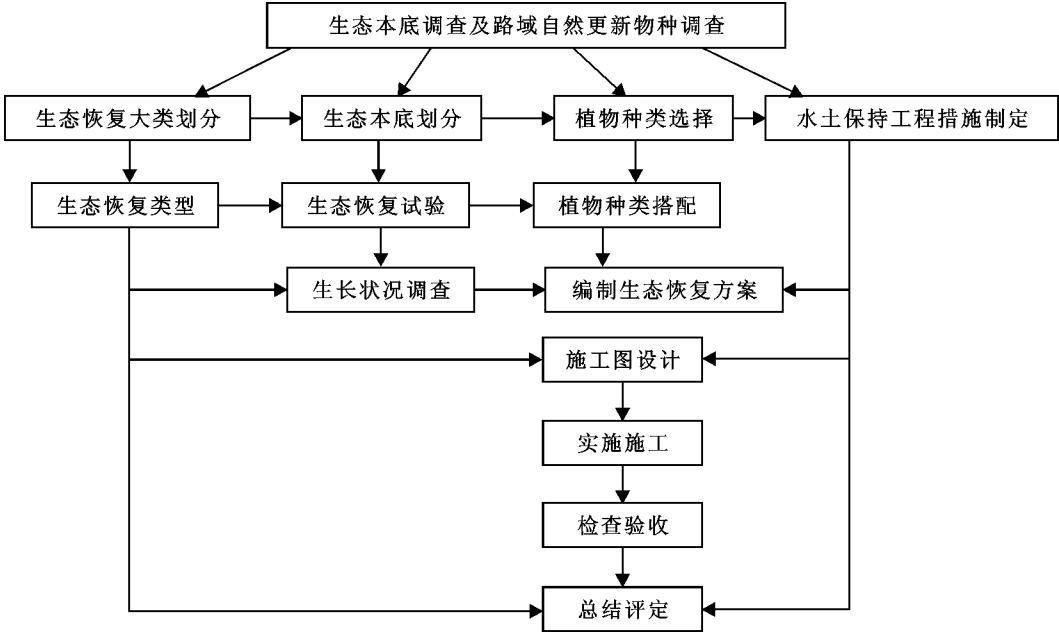 生态本底调查及路域自然更新物种调查
生态恢复大类划分
生态本底划分
植物种类选择
水土保持工程措施制定
生态恢复类型
生态恢复试验
植物种类搭配
生长状况调查
编制生态恢复方案
施工图设计
实施施工
检查验收
总结评定